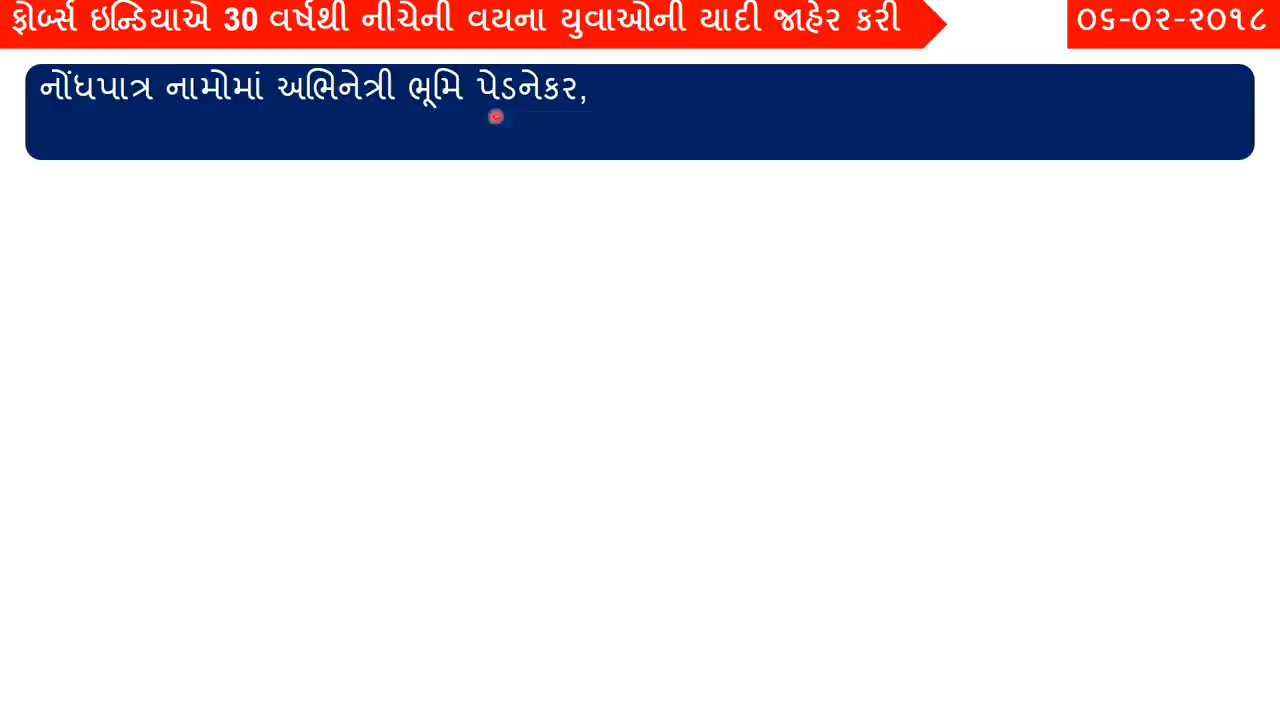 ફોર્બ્સ ઇન્ડિયાએ 30 વર્ષથી નીચેની વયના યુવાઓની યાદી જાહેર કરી
૦૬-૦૨-૨૦૧૮
નોંધપાત્ર નામોમાં અભિનેત્રી ભૂમિ પેડનેકર,